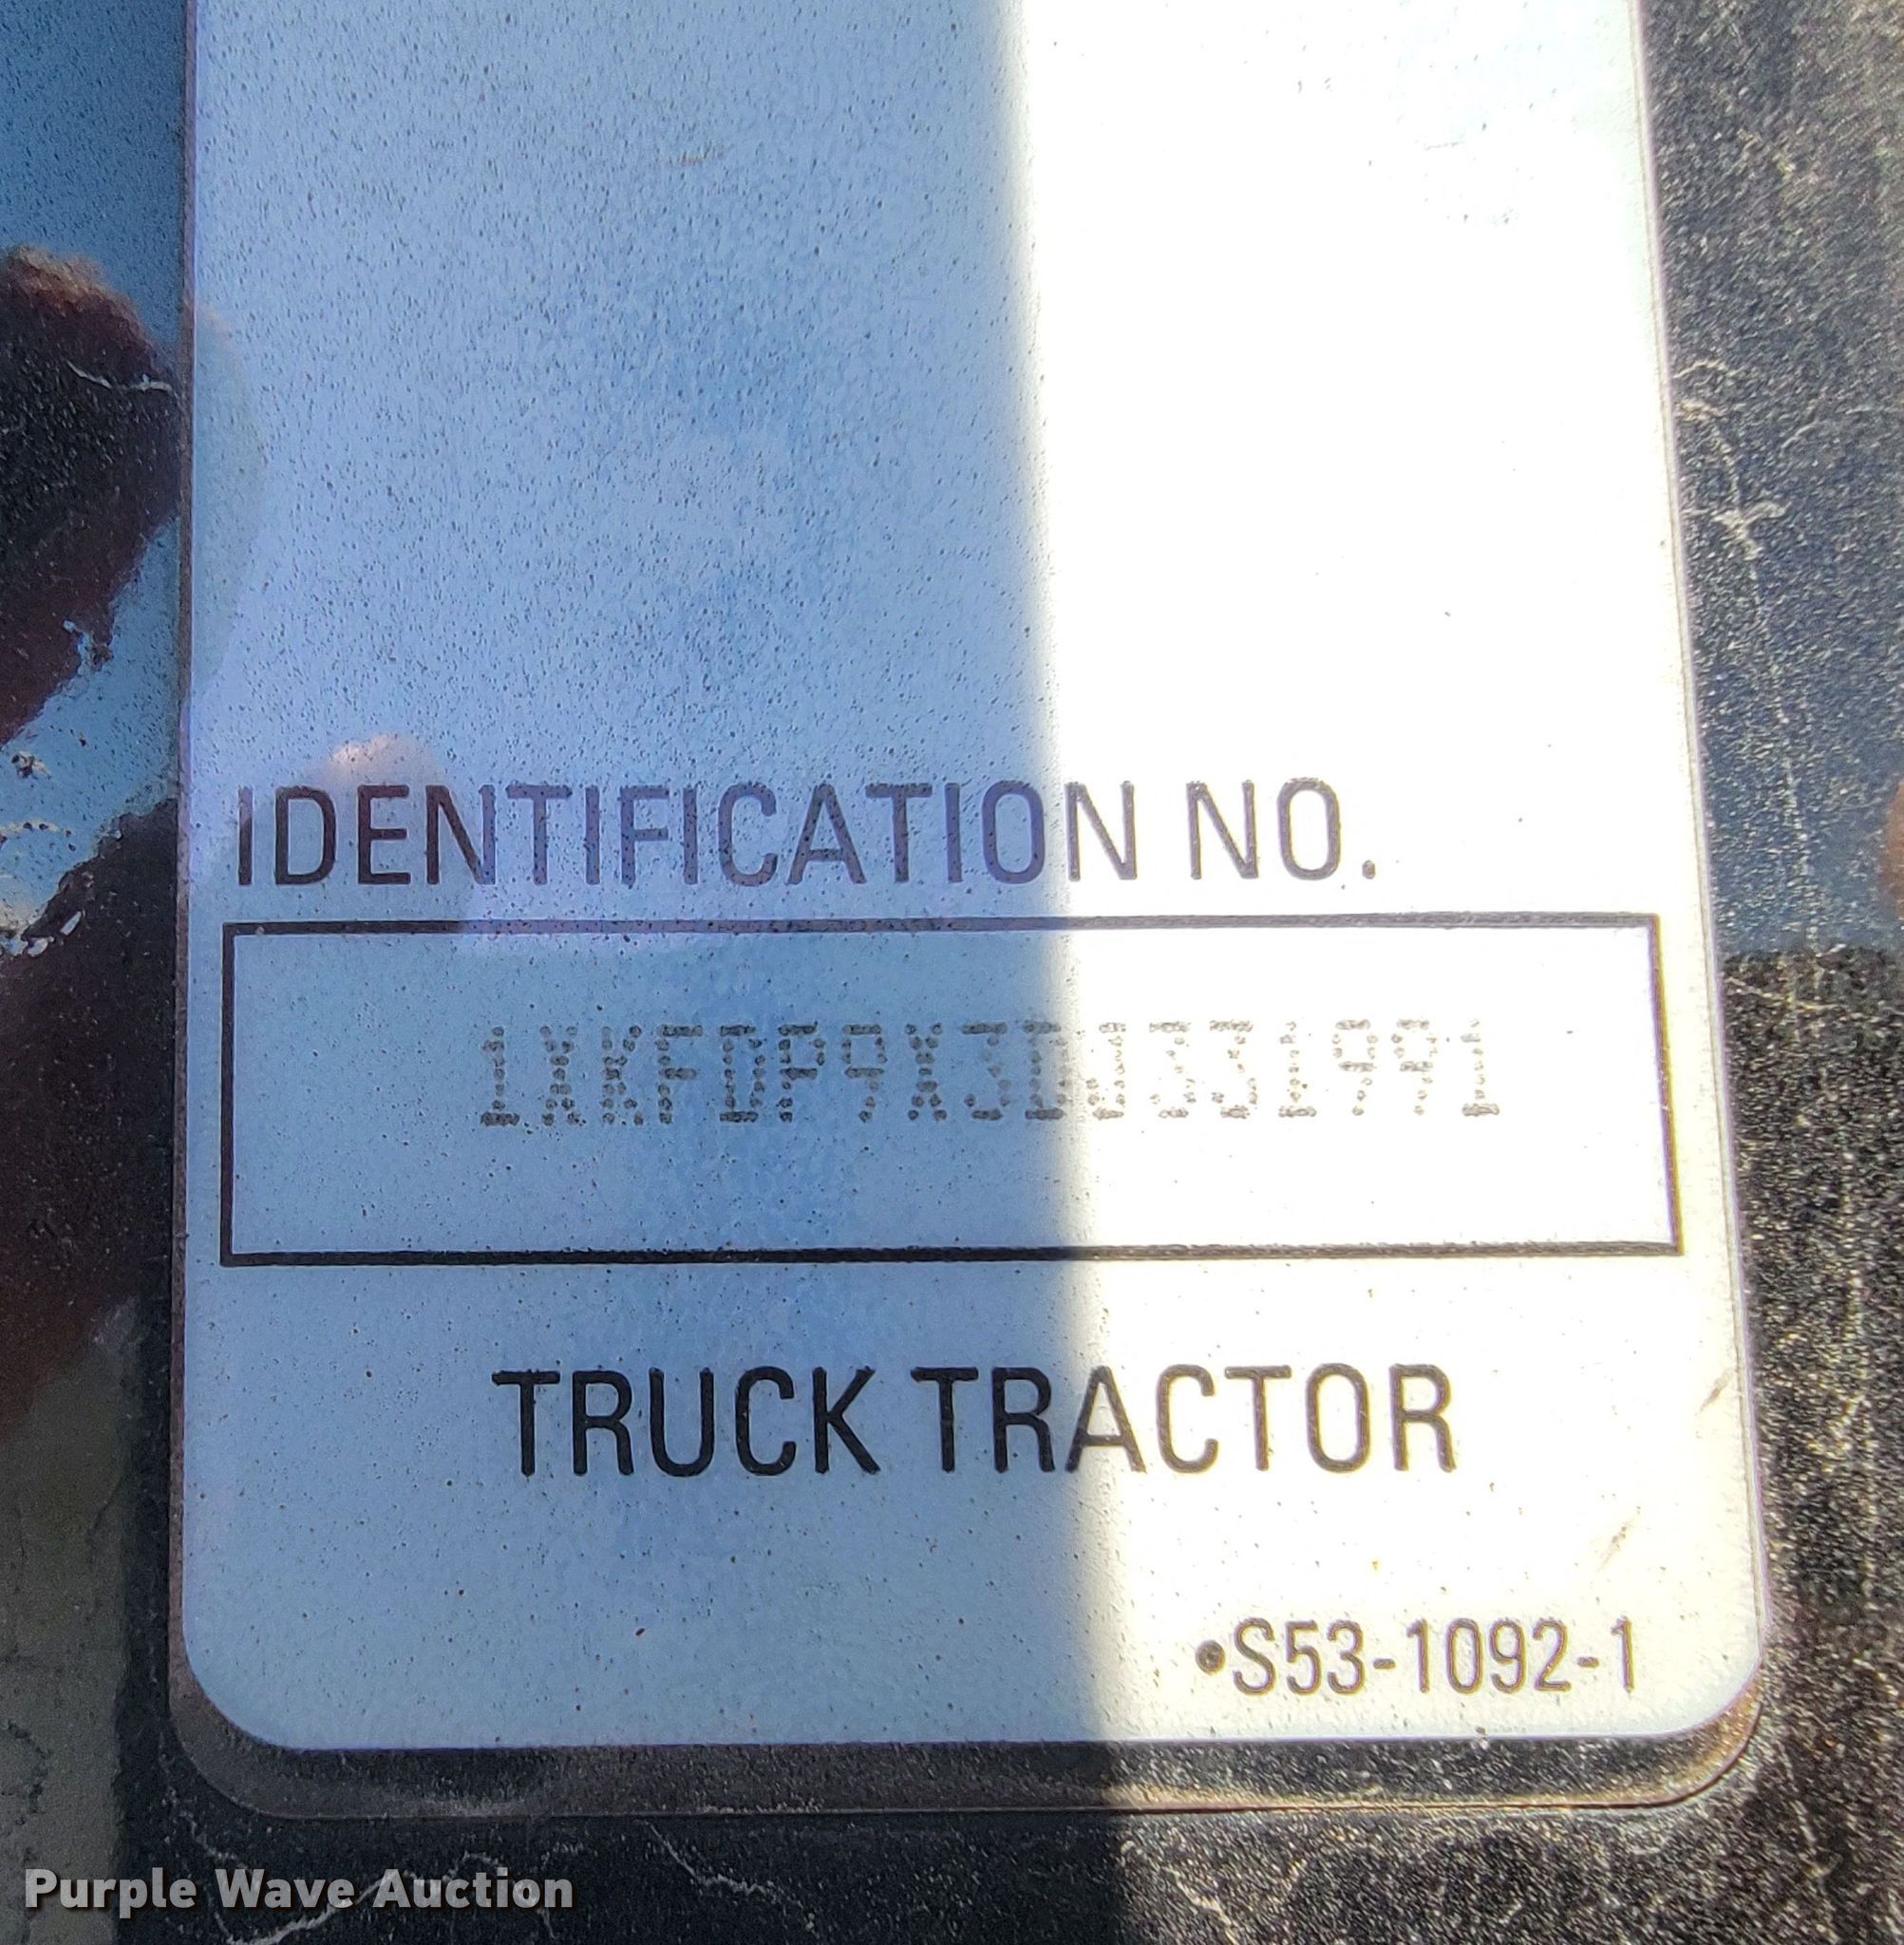 IDENTIFICATION NO.
1XKFDP9X3DJ331991
TRUCK TRACTOR
•S53-1092-1
Purple Wave Auction